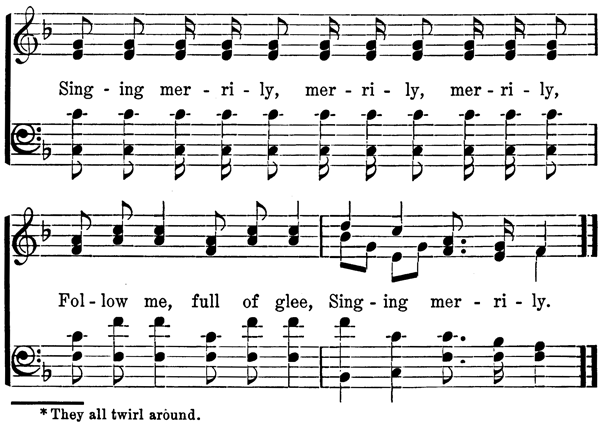 Sing - ing mer - ri - ly, mer - ri - ly, mer - ri - ly,
Fol - low me, full of glee, Sing - ing mer - ri - ly.
* They all twirl around.